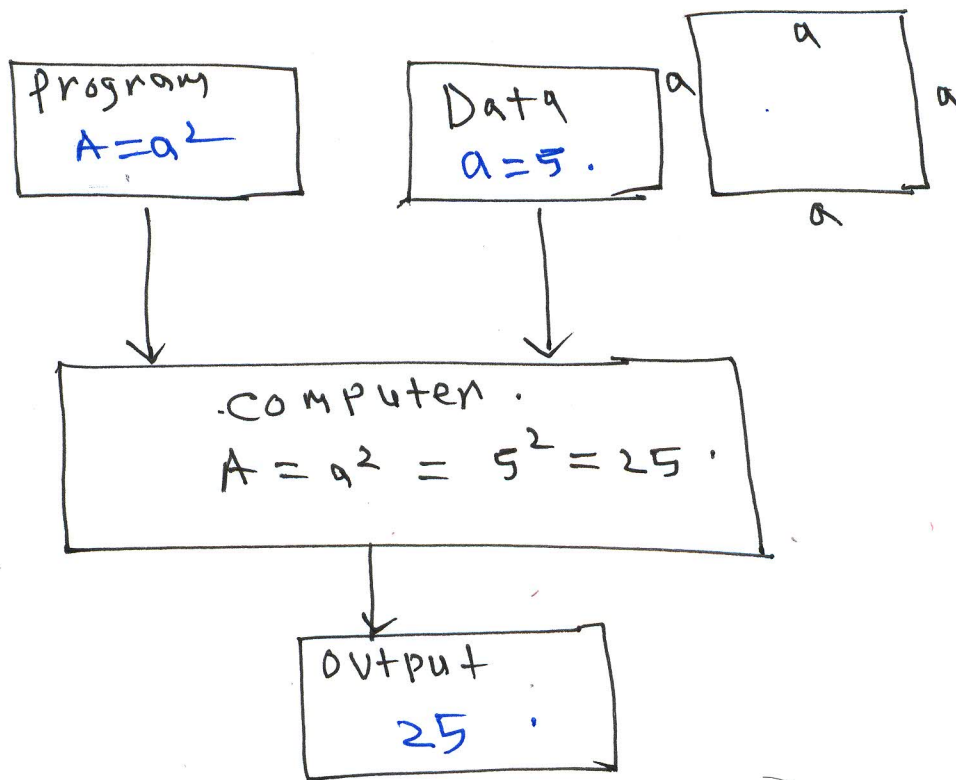 Program
A=a²
Data
a=5.
a
a
a
a
Computer.
A = a² = 5² = 25.
Output
25.